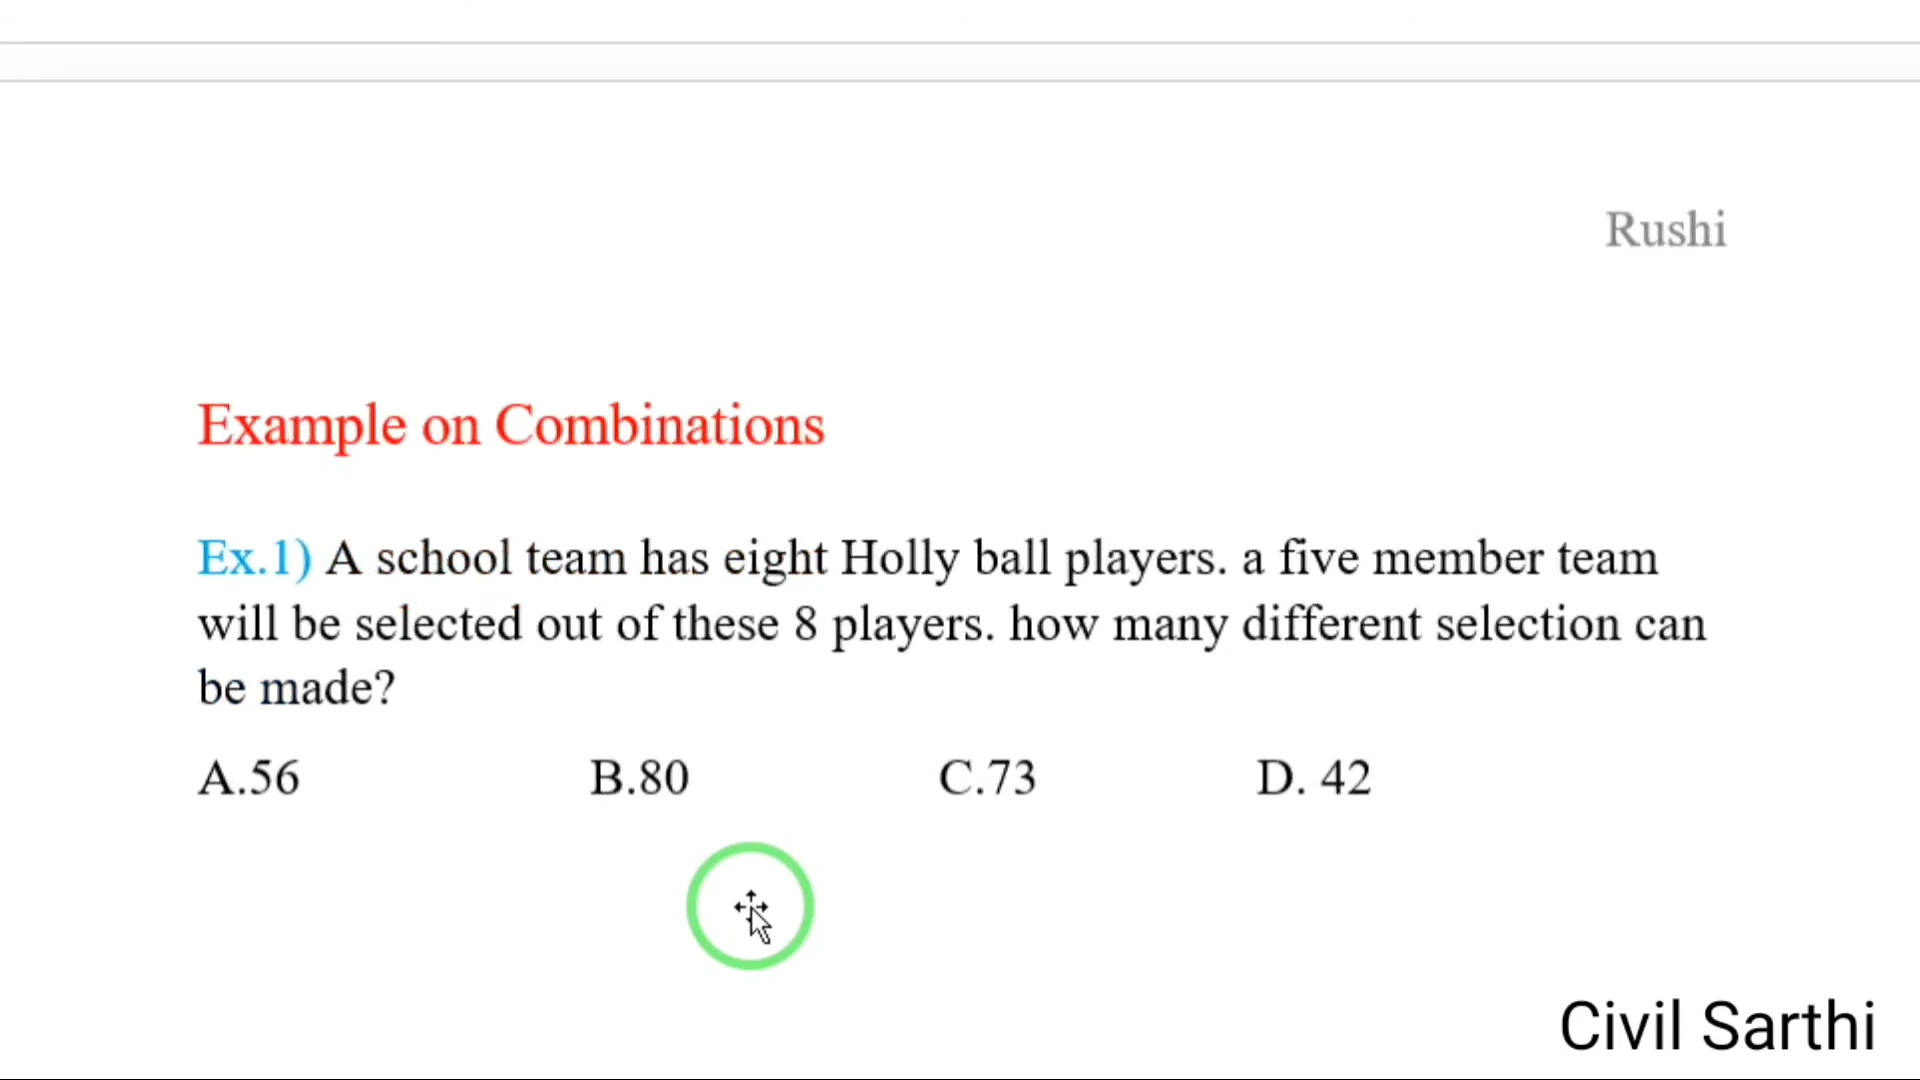 Rushi
Example on Combinations
Ex.1) A school team has eight Holly ball players. a five member team
will be selected out of these 8 players. how many different selection can
be made?
A.56 B.80 C.73 D. 42
Civil Sarthi